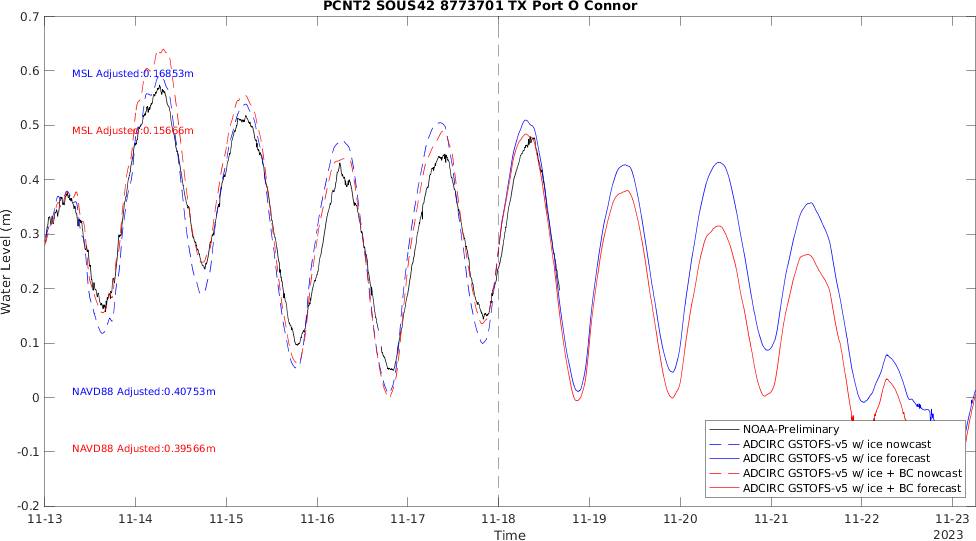 PCNT2 SOUS42 8773701 TX Port O Connor
0.7
0.6
0.5
0.4
0.3
0.2
0.1
0
-0.1
-0.2
Water Level (m)
MSL Adjusted:0.16853m
MSL Adjusted:0.15666m
NAVD88 Adjusted:0.40753m
NAVD88 Adjusted:0.39566m
NOAA-Preliminary
ADCIRC GSTOFS-v5 w/ ice nowcast
ADCIRC GSTOFS-v5 w/ ice forecast
ADCIRC GSTOFS-v5 w/ ice + BC nowcast
ADCIRC GSTOFS-v5 w/ ice + BC forecast
11-13 11-14 11-15 11-16 11-17 11-18 11-19 11-20 11-21 11-22 11-23
Time
2023